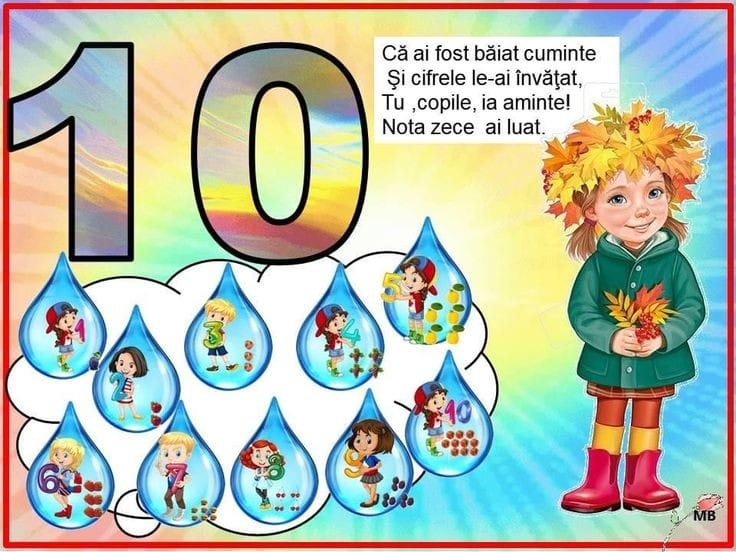 10
Că ai fost băiat cuminte
Și cifrele le-ai învăţat,
Tu ,copile, ia aminte!
Nota zece ai luat.
1
2
3
4
5
6
7
8
9
10
MB